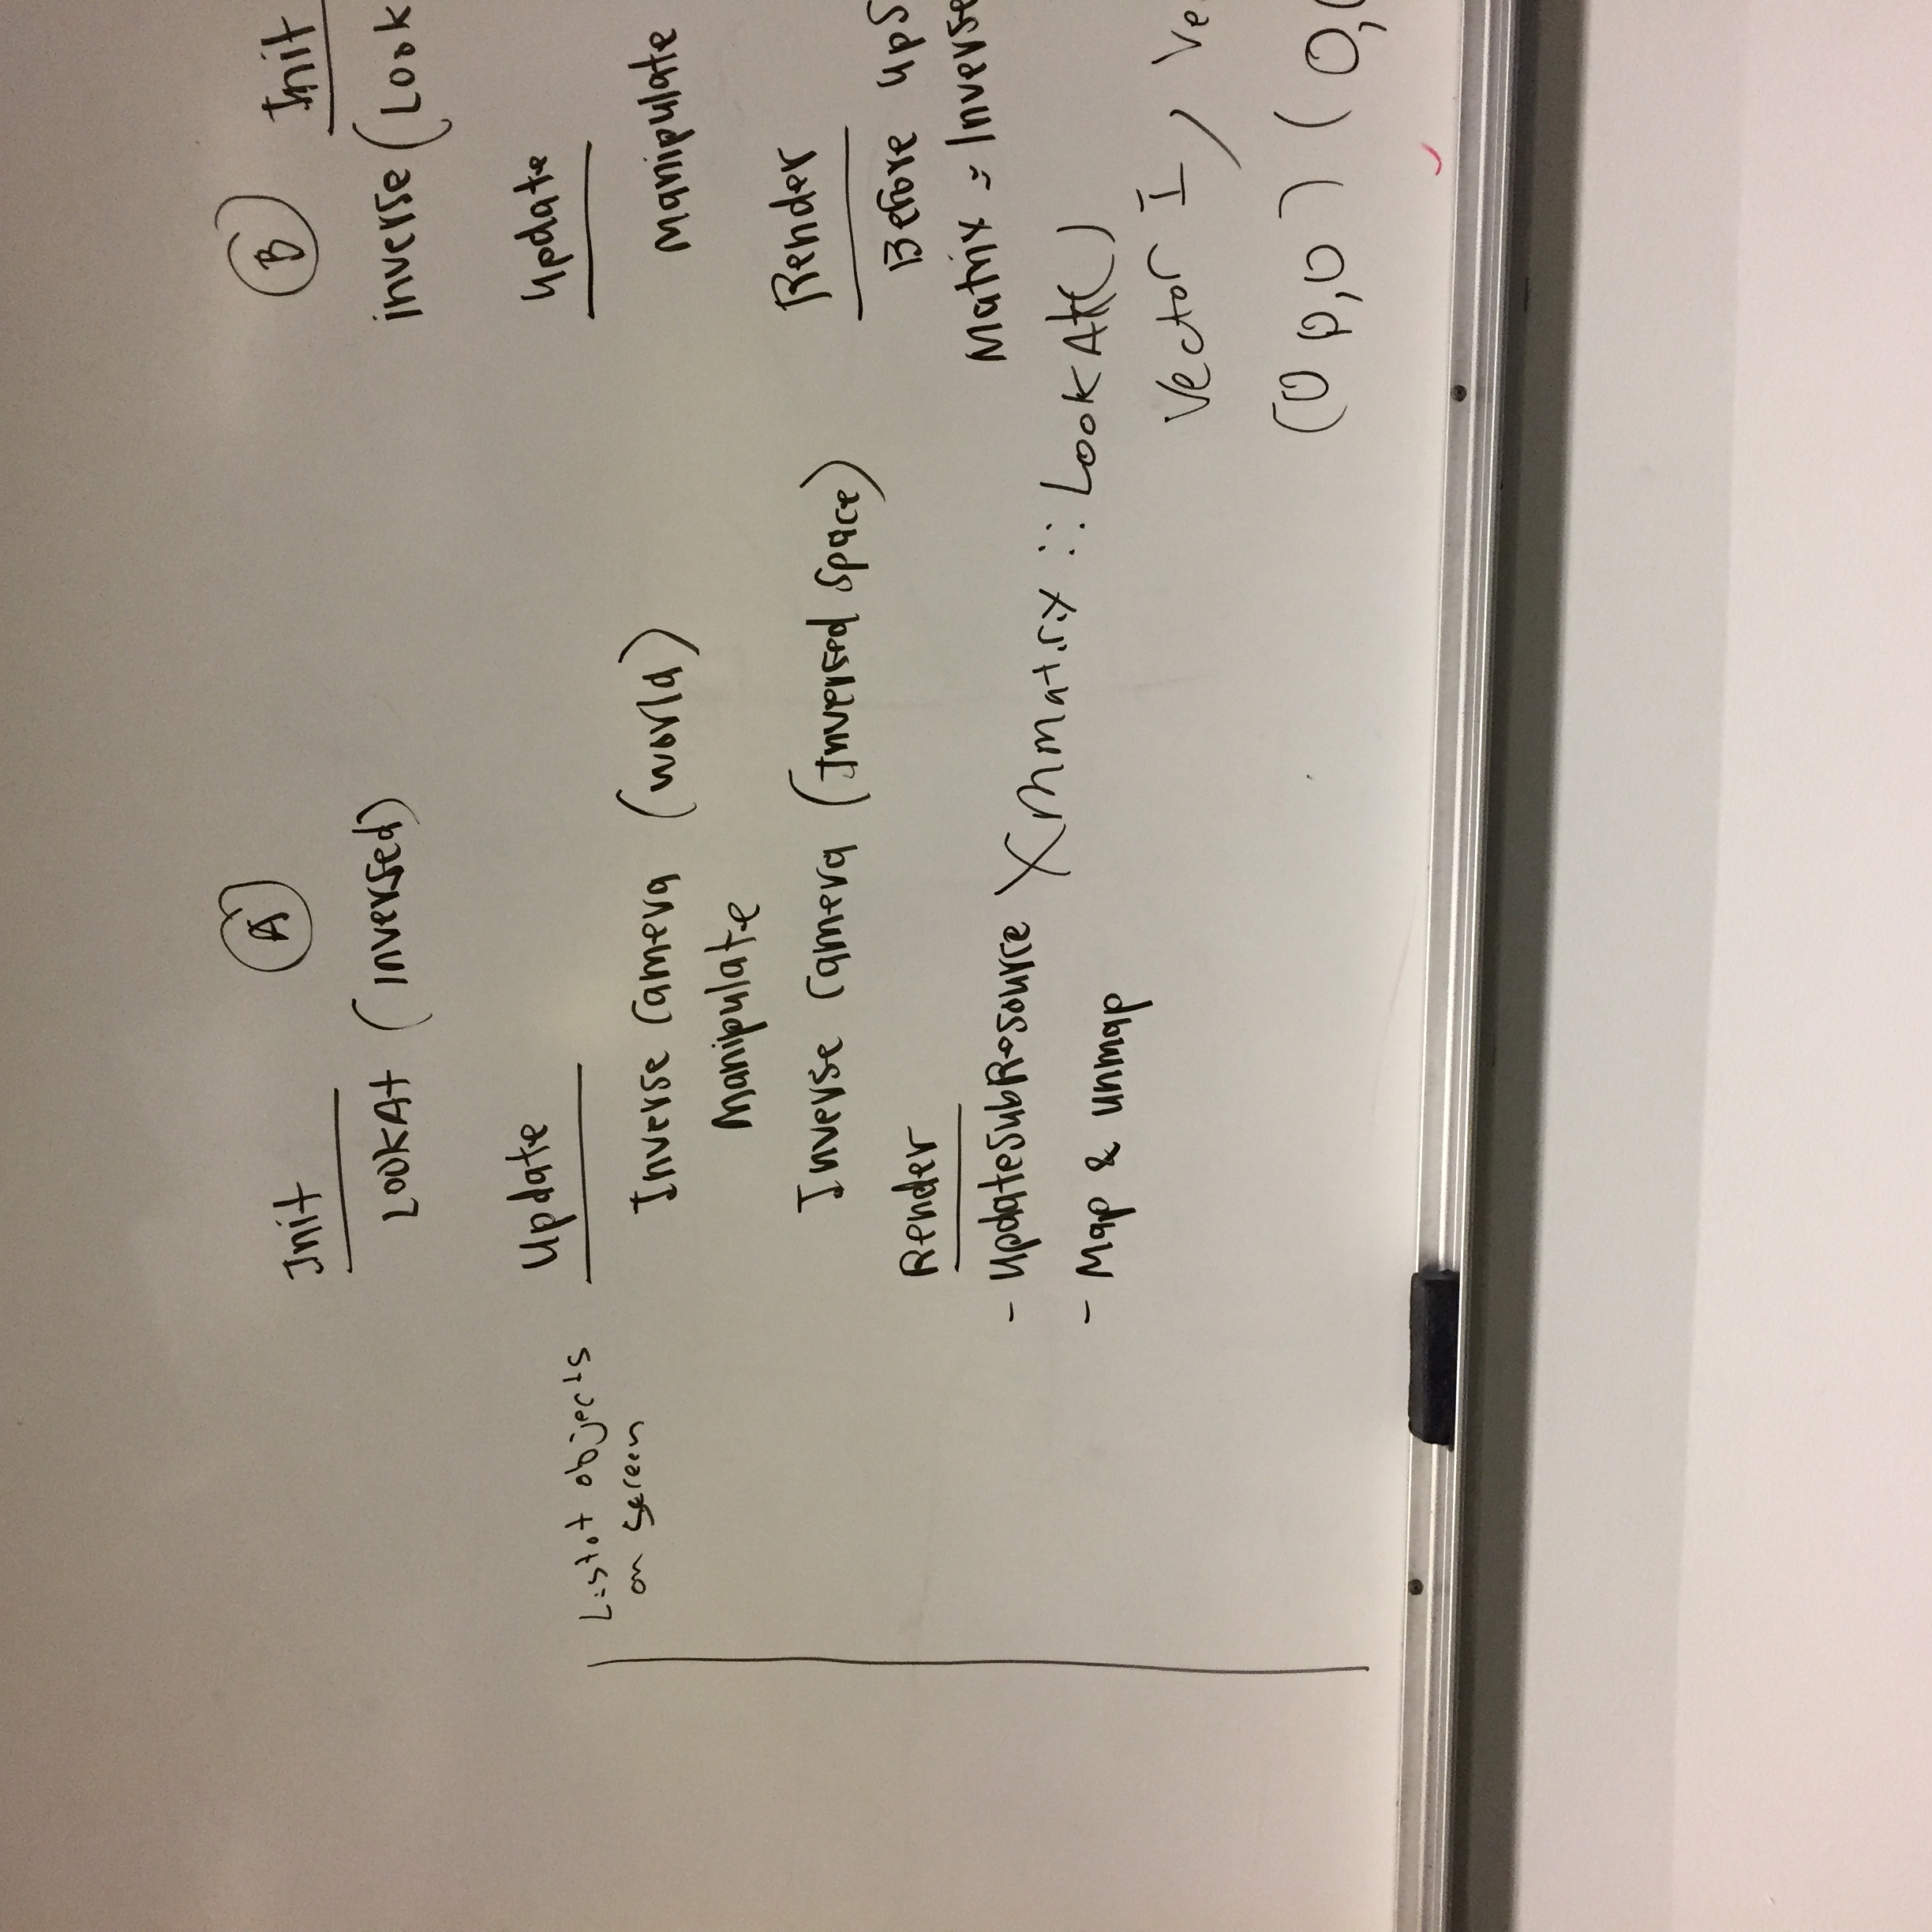 A
Init
LOOKAt (inversed)
Update
List of objects
on screen
Inverse camera (world)
Manipulate
Inverse camera (Inversed space)
Render
- UpdateSubResource
- Map & unmap
XMmatrix :: LookAt()
Vector I, Ve
(0 0,0) (0,0
B
Init
inverse (Look
Update
Manipulate
Render
Before UpS
Matrix = Inverse